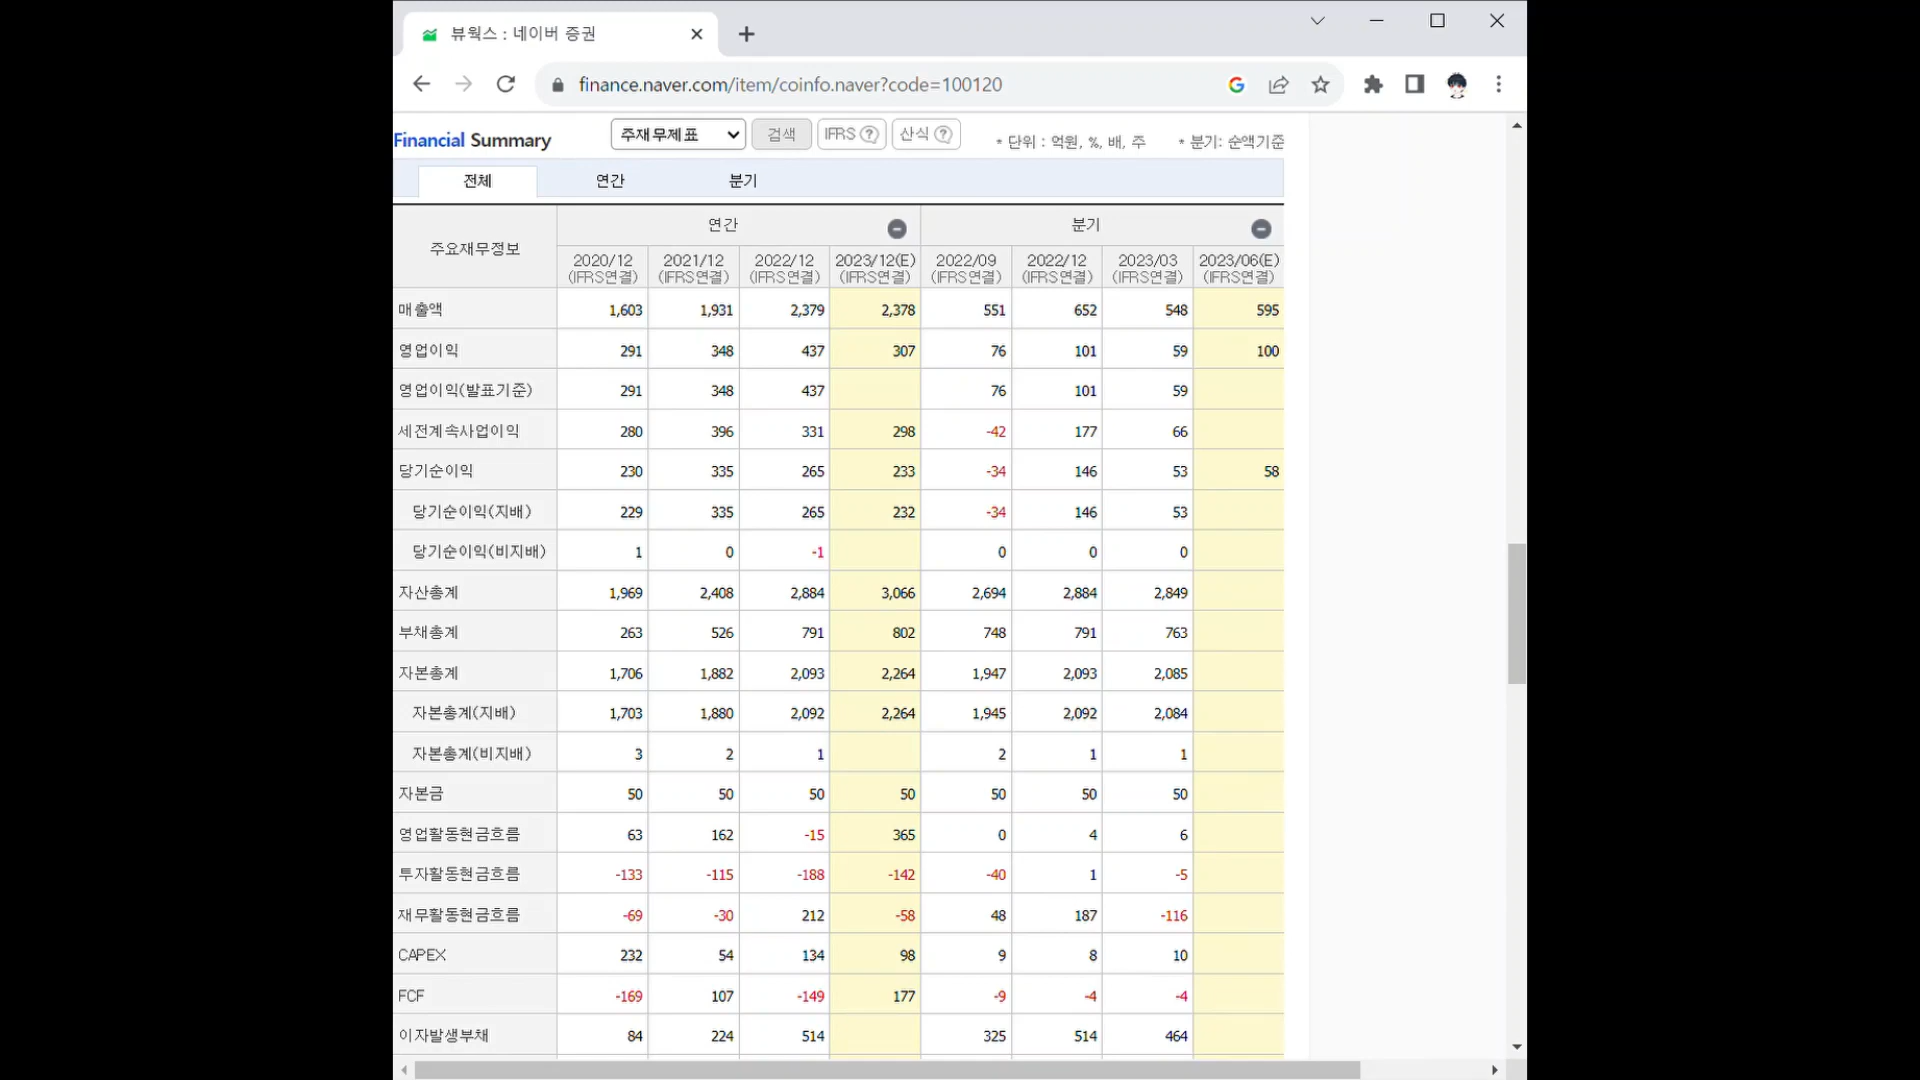 뷰웍스 : 네이버 증권
finance.naver.com/item/coinfo.naver?code=100120
Financial Summary 주재무제표 검색 IFRS ? 산식 ? * 단위 : 억원, %, 배, 주 * 분기: 순액기준
전체 연간 분기
주요재무정보 연간 분기
2020/12 2021/12 2022/12 2023/12(E) 2022/09 2022/12 2023/03 2023/06(E)
(IFRS연결) (IFRS연결) (IFRS연결) (IFRS연결) (IFRS연결) (IFRS연결) (IFRS연결) (IFRS연결)
매출액 1,603 1,931 2,379 2,378 551 652 548 595
영업이익 291 348 437 307 76 101 59 100
영업이익(발표기준) 291 348 437 76 101 59
세전계속사업이익 280 396 331 298 -42 177 66
당기순이익 230 335 265 233 -34 146 53 58
당기순이익(지배) 229 335 265 232 -34 146 53
당기순이익(비지배) 1 0 -1 0 0 0
자산총계 1,969 2,408 2,884 3,066 2,694 2,884 2,849
부채총계 263 526 791 802 748 791 763
자본총계 1,706 1,882 2,093 2,264 1,947 2,093 2,085
자본총계(지배) 1,703 1,880 2,092 2,264 1,945 2,092 2,084
자본총계(비지배) 3 2 1 2 1 1
자본금 50 50 50 50 50 50 50
영업활동현금흐름 63 162 -15 365 0 4 6
투자활동현금흐름 -133 -115 -188 -142 -40 1 -5
재무활동현금흐름 -69 -30 212 -58 48 187 -116
CAPEX 232 54 134 98 9 8 10
FCF -169 107 -149 177 -9 -4 -4
이자발생부채 84 224 514 325 514 464